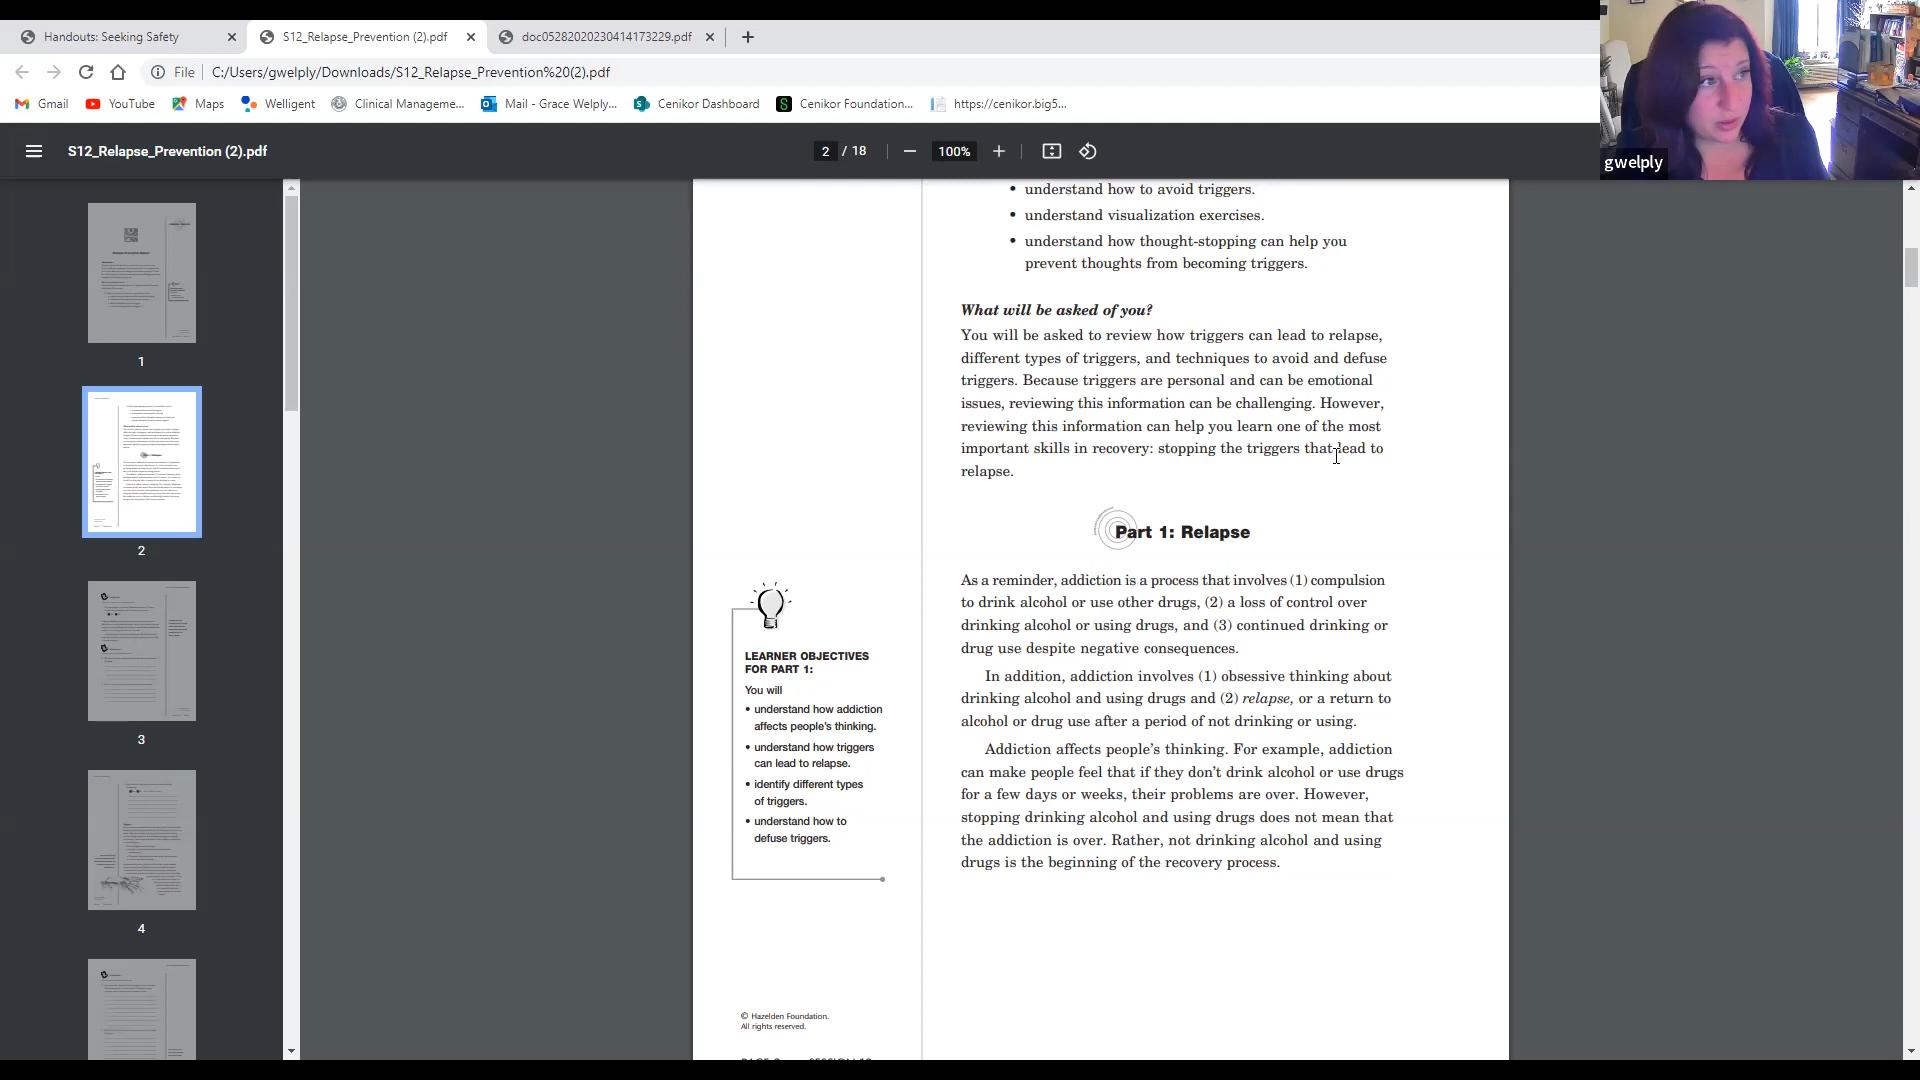 Handouts: Seeking Safety
S12_Relapse_Prevention (2).pdf
doc05282020230414173229.pdf
File
C:/Users/gwelply/Downloads/S12_Relapse_Prevention%20(2).pdf
Gmail
YouTube
Maps
Welligent
Clinical Manageme...
Mail - Grace Welply...
Cenikor Dashboard
Cenikor Foundation...
https://cenikor.big5...
gwelply
S12_Relapse_Prevention (2).pdf
2 / 18
100%
1
2
3
4
• understand how to avoid triggers.
• understand visualization exercises.
• understand how thought-stopping can help you
prevent thoughts from becoming triggers.
What will be asked of you?
You will be asked to review how triggers can lead to relapse,
different types of triggers, and techniques to avoid and defuse
triggers. Because triggers are personal and can be emotional
issues, reviewing this information can be challenging. However,
reviewing this information can help you learn one of the most
important skills in recovery: stopping the triggers that lead to
relapse.
Part 1: Relapse
As a reminder, addiction is a process that involves (1) compulsion
to drink alcohol or use other drugs, (2) a loss of control over
drinking alcohol or using drugs, and (3) continued drinking or
drug use despite negative consequences.
In addition, addiction involves (1) obsessive thinking about
drinking alcohol and using drugs and (2) relapse, or a return to
alcohol or drug use after a period of not drinking or using.
Addiction affects people's thinking. For example, addiction
can make people feel that if they don't drink alcohol or use drugs
for a few days or weeks, their problems are over. However,
stopping drinking alcohol and using drugs does not mean that
the addiction is over. Rather, not drinking alcohol and using
drugs is the beginning of the recovery process.
LEARNER OBJECTIVES
FOR PART 1:
You will
• understand how addiction
affects people's thinking.
• understand how triggers
can lead to relapse.
• identify different types
of triggers.
• understand how to
defuse triggers.
© Hazelden Foundation.
All rights reserved.